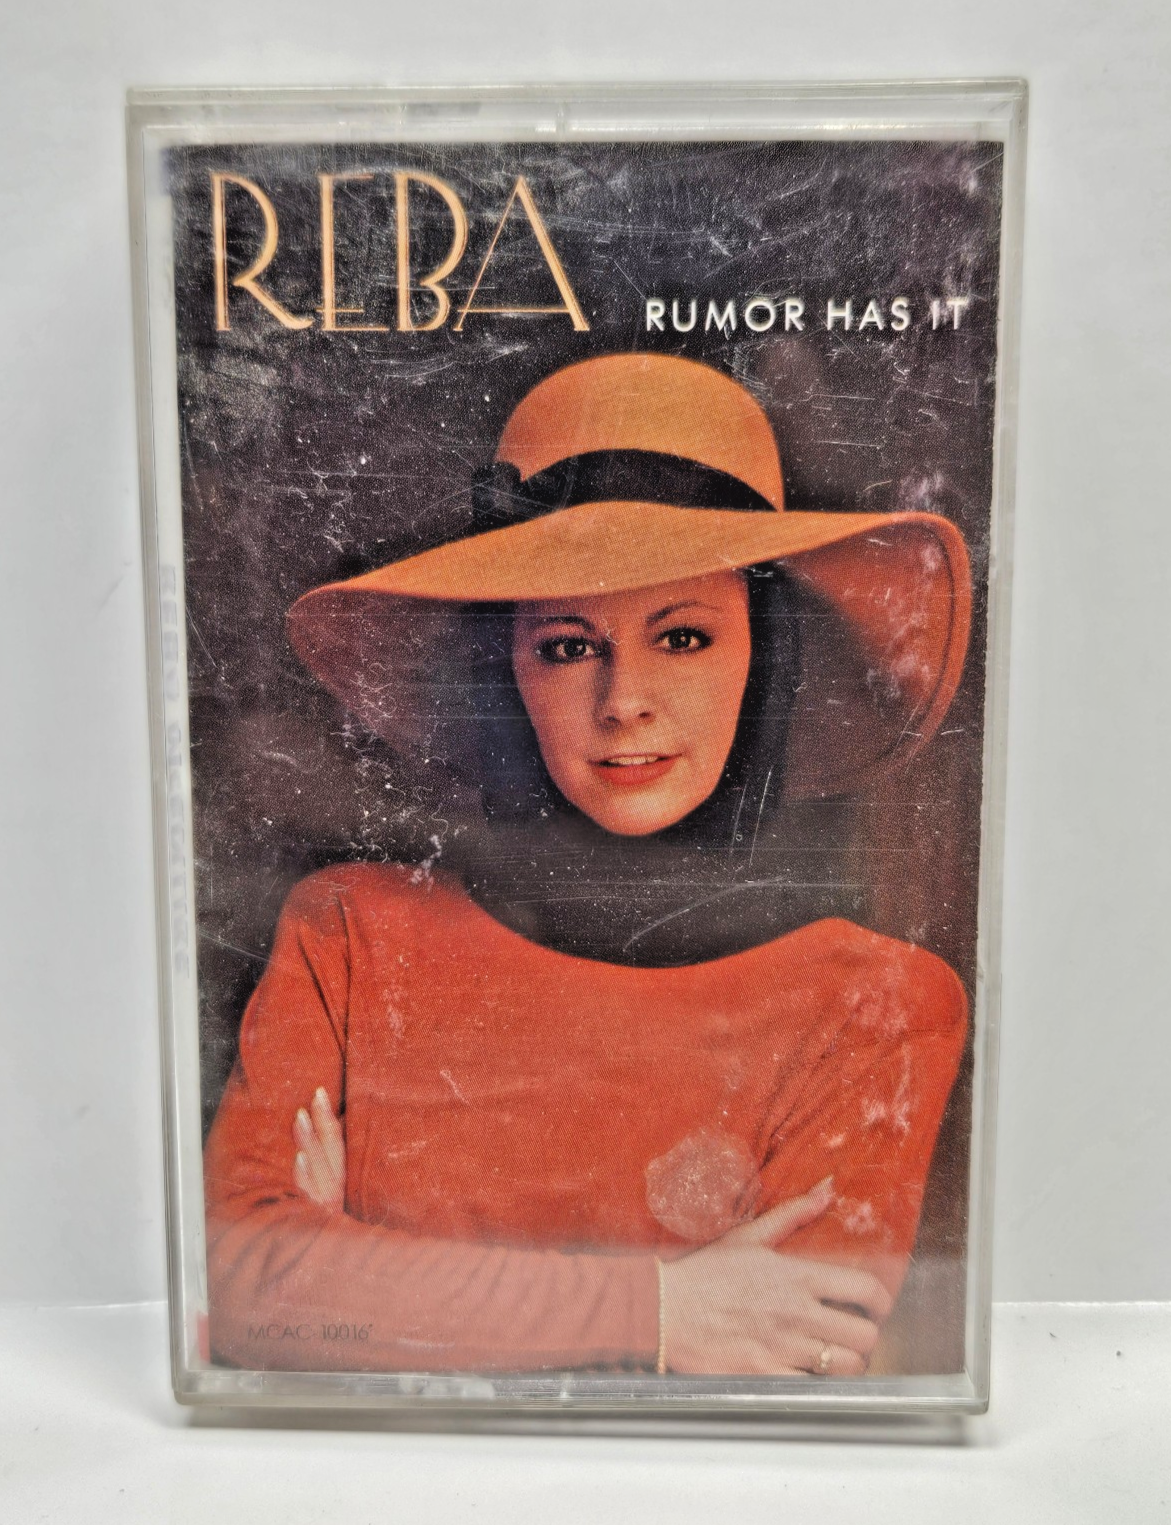 REBA
RUMOR HAS IT
MCAC-10016